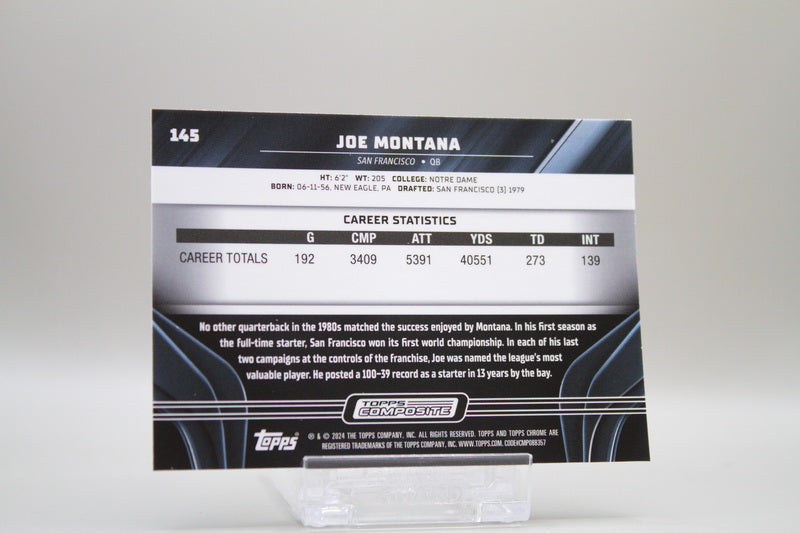 145
JOE MONTANA
SAN FRANCISCO • QB
HT: 6'2" WT: 205 COLLEGE: NOTRE DAME
BORN: 06-11-56, NEW EAGLE, PA DRAFTED: SAN FRANCISCO (3) 1979
CAREER STATISTICS
G CMP ATT YDS TD INT
CAREER TOTALS 192 3409 5391 40551 273 139
No other quarterback in the 1980s matched the success enjoyed by Montana. In his first season as
the full-time starter, San Francisco won its first world championship. In each of his last
two campaigns at the controls of the franchise, Joe was named the league's most
valuable player. He posted a 100-39 record as a starter in 13 years by the bay.
TOPPS
COMPOSITE
Topps ® & © 2024 THE TOPPS COMPANY, INC. ALL RIGHTS RESERVED. TOPPS AND TOPPS CHROME ARE
REGISTERED TRADEMARKS OF THE TOPPS COMPANY, INC. WWW.TOPPS.COM. CODE#CMP088357